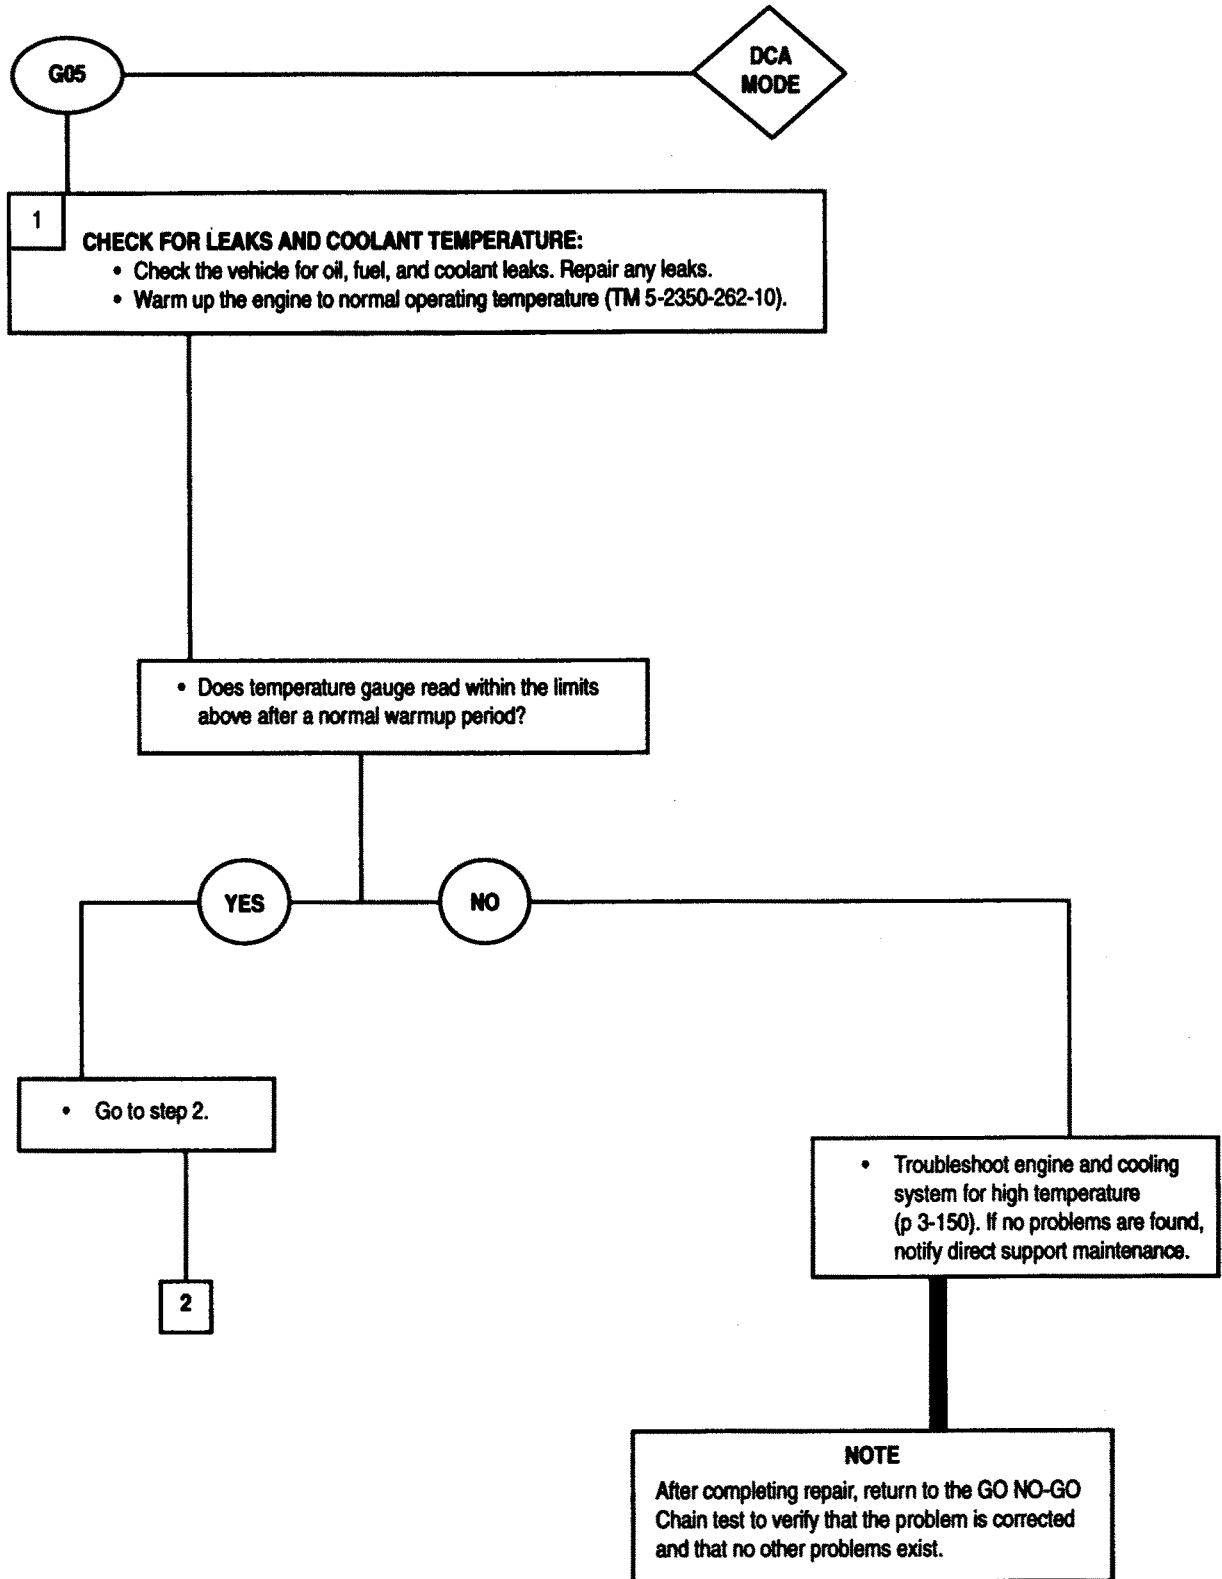 G05
DCA
MODE
1
CHECK FOR LEAKS AND COOLANT TEMPERATURE:
• Check the vehicle for oil, fuel, and coolant leaks. Repair any leaks.
• Warm up the engine to normal operating temperature (TM 5-2350-262-10).
• Does temperature gauge read within the limits
above after a normal warmup period?
YES
NO
• Go to step 2.
• Troubleshoot engine and cooling
system for high temperature
(p 3-150). If no problems are found,
notify direct support maintenance.
2
NOTE
After completing repair, return to the GO NO-GO
Chain test to verify that the problem is corrected
and that no other problems exist.